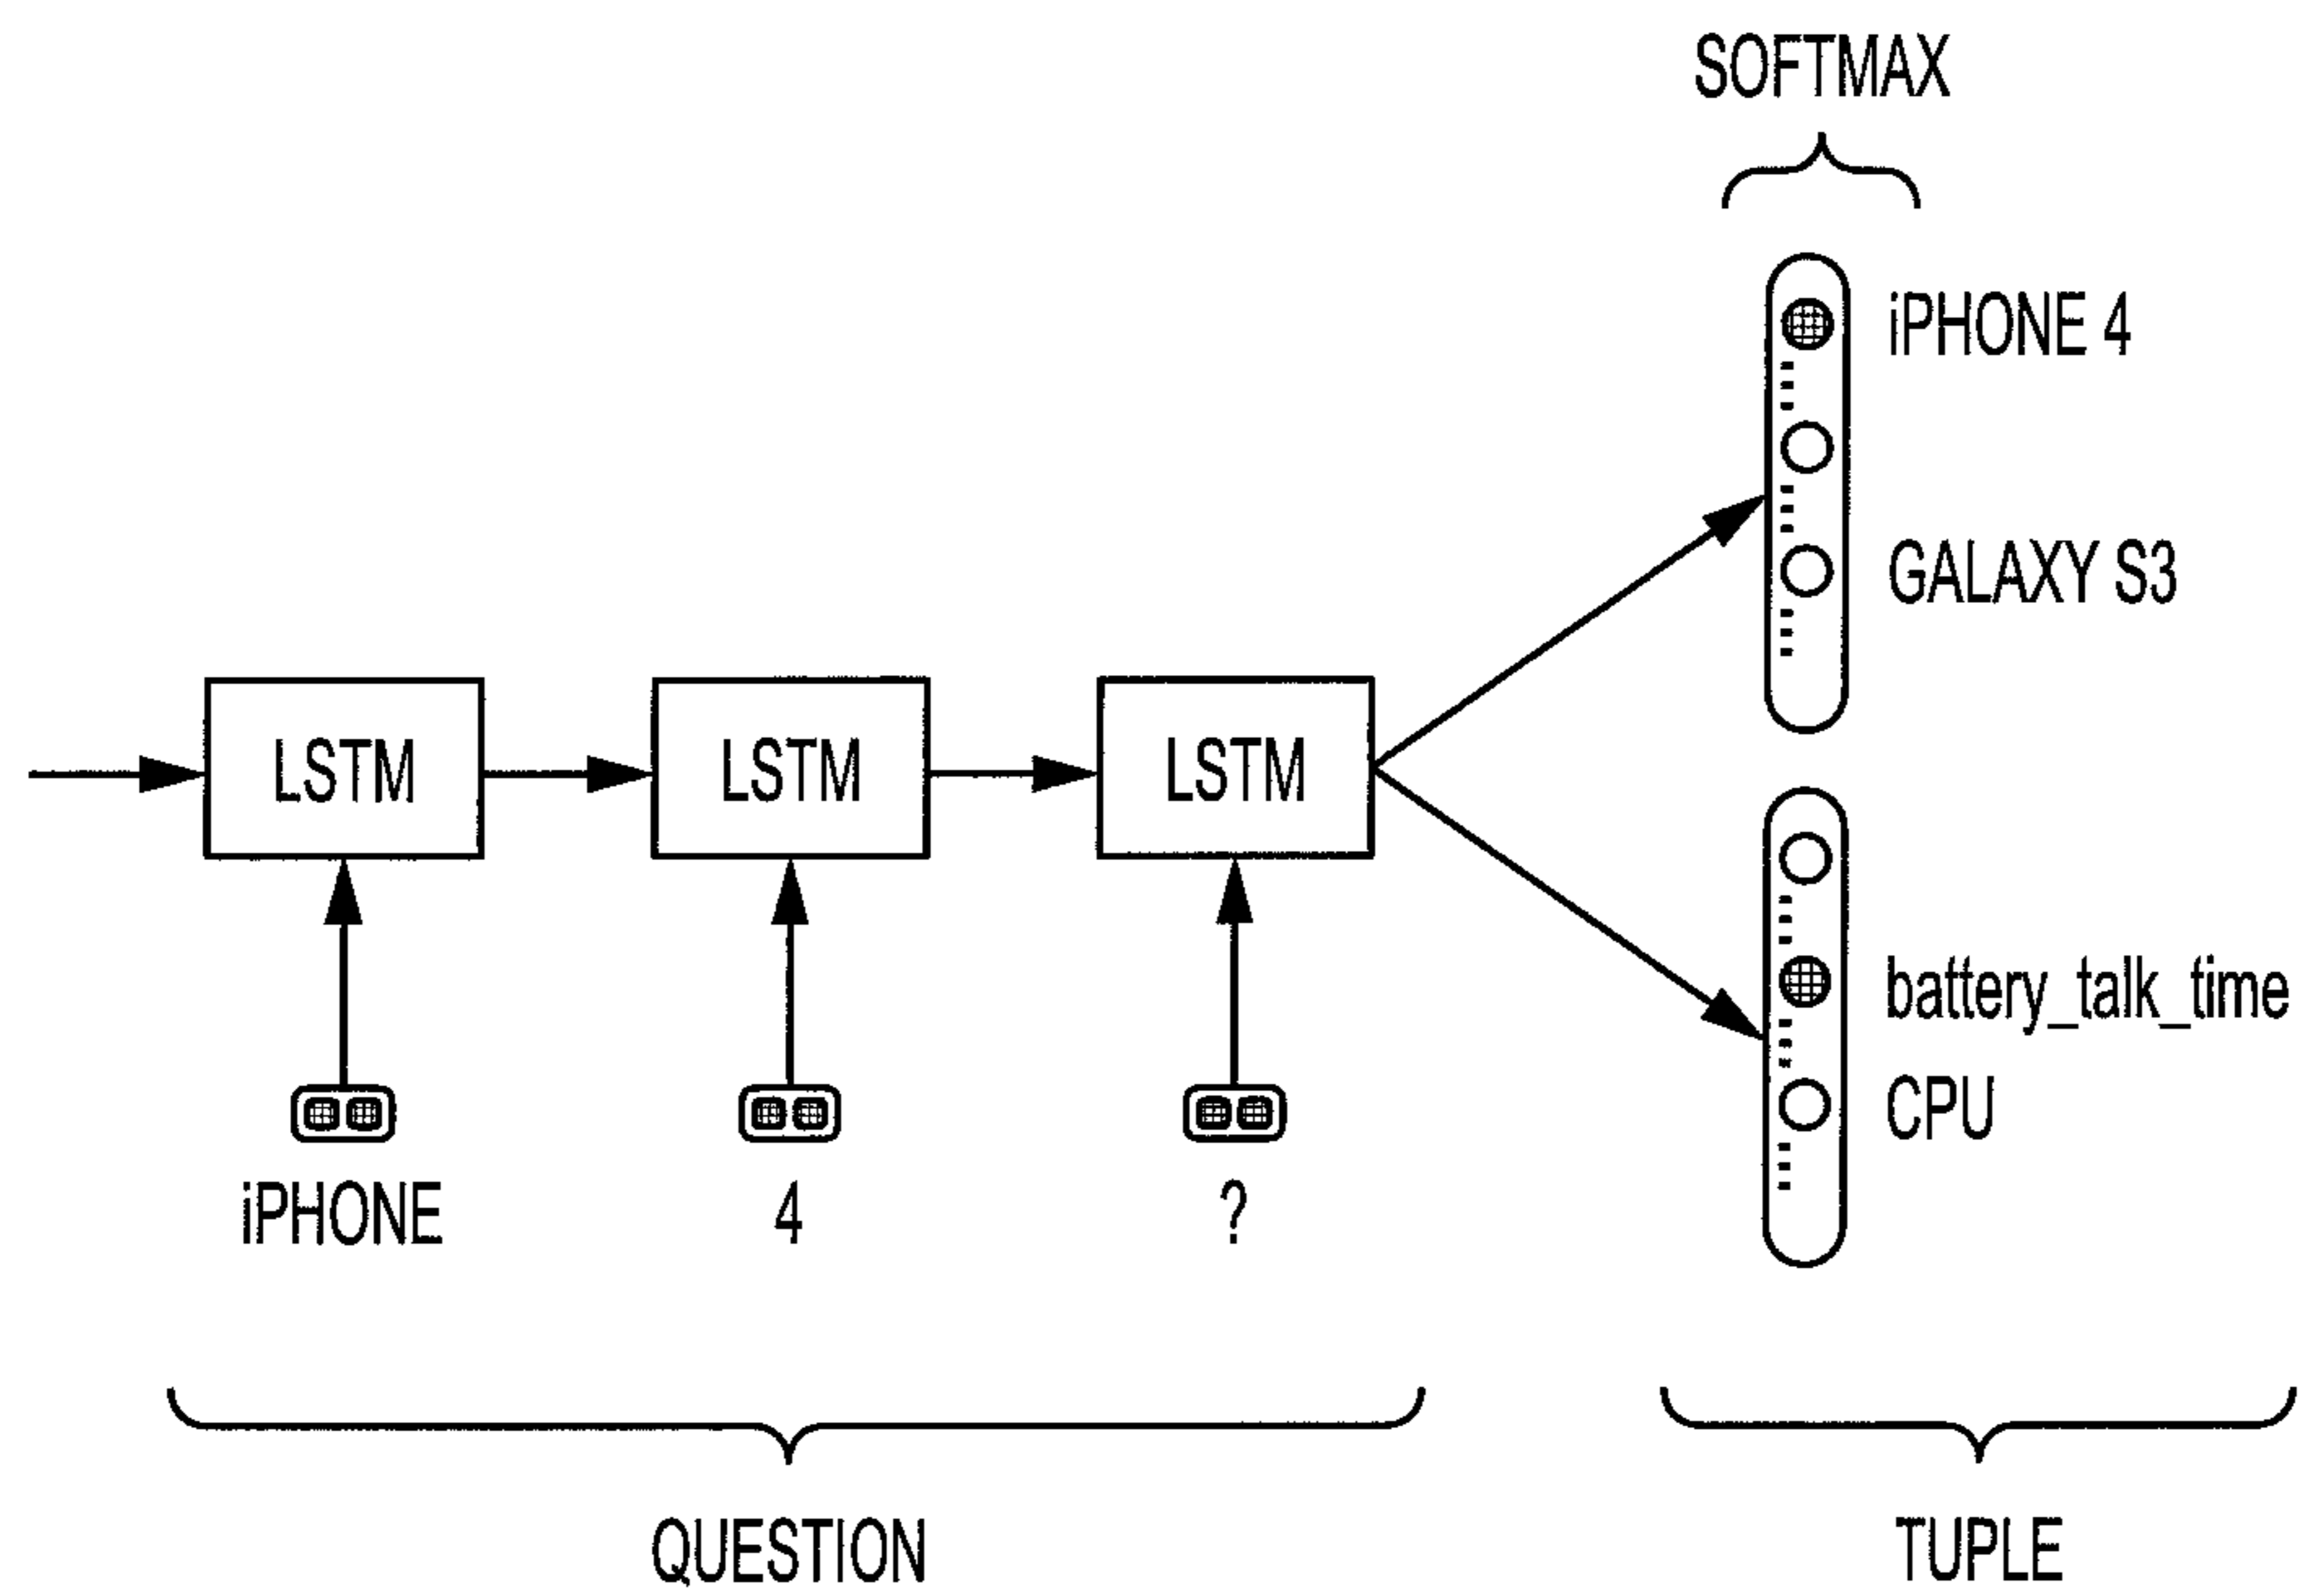 SOFTMAX
iPHONE 4
GALAXY S3
LSTM
LSTM
LSTM
battery_talk_time
CPU
iPHONE
4
?
QUESTION
TUPLE